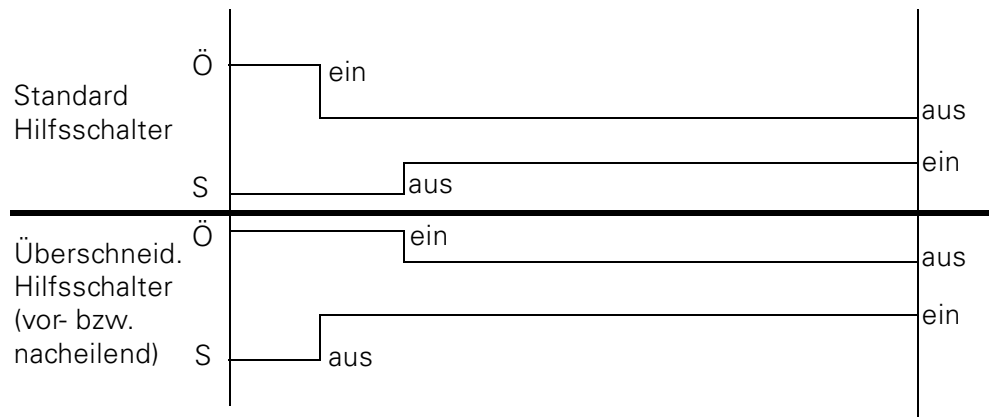 Ö
ein
Standard
Hilfsschalter
aus
ein
S
aus
Ö
ein
Überschneid.
Hilfsschalter
(vor- bzw.
nacheilend)
aus
ein
S
aus